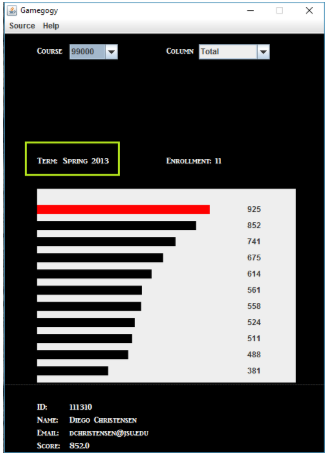 Gamegogy
Source Help
Course 99000 Column Total
Term: Spring 2013 Enrollment: 11
925
852
741
675
614
561
558
524
511
488
381
ID: 111310
Name: Diego Christensen
Email: dchristensen@jsu.edu
Score: 852.0